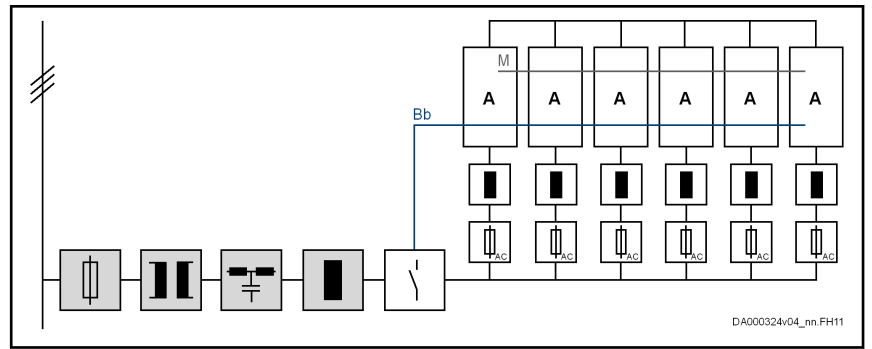 M
A A A A A A
Bb
AC AC AC AC AC AC
DA000324v04_nn.FH11